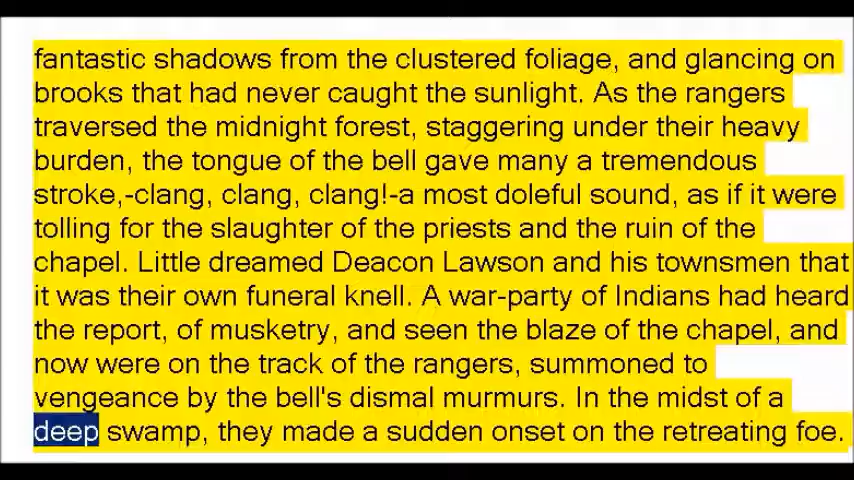 fantastic shadows from the clustered foliage, and glancing on
brooks that had never caught the sunlight. As the rangers
traversed the midnight forest, staggering under their heavy
burden, the tongue of the bell gave many a tremendous
stroke,-clang, clang, clang!-a most doleful sound, as if it were
tolling for the slaughter of the priests and the ruin of the
chapel. Little dreamed Deacon Lawson and his townsmen that
it was their own funeral knell. A war-party of Indians had heard
the report, of musketry, and seen the blaze of the chapel, and
now were on the track of the rangers, summoned to
vengeance by the bell's dismal murmurs. In the midst of a
deep swamp, they made a sudden onset on the retreating foe.